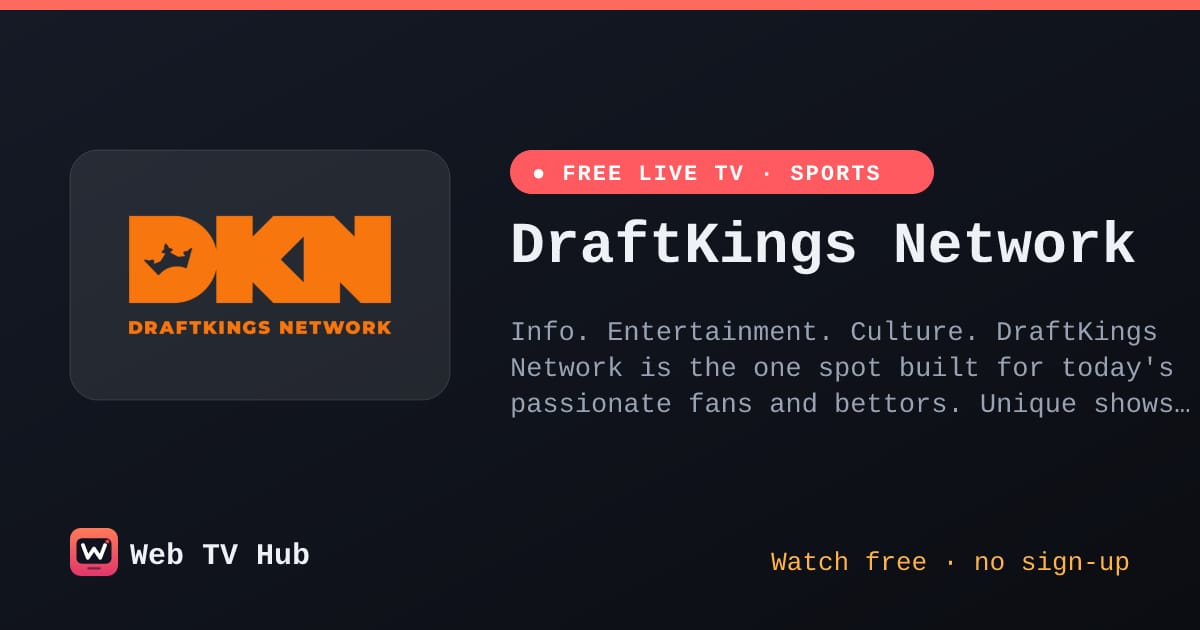 DKN
DRAFTKINGS NETWORK
● FREE LIVE TV · SPORTS
DraftKings Network
Info. Entertainment. Culture. DraftKings
Network is the one spot built for today's
passionate fans and bettors. Unique shows…
W
Web TV Hub
Watch free · no sign-up